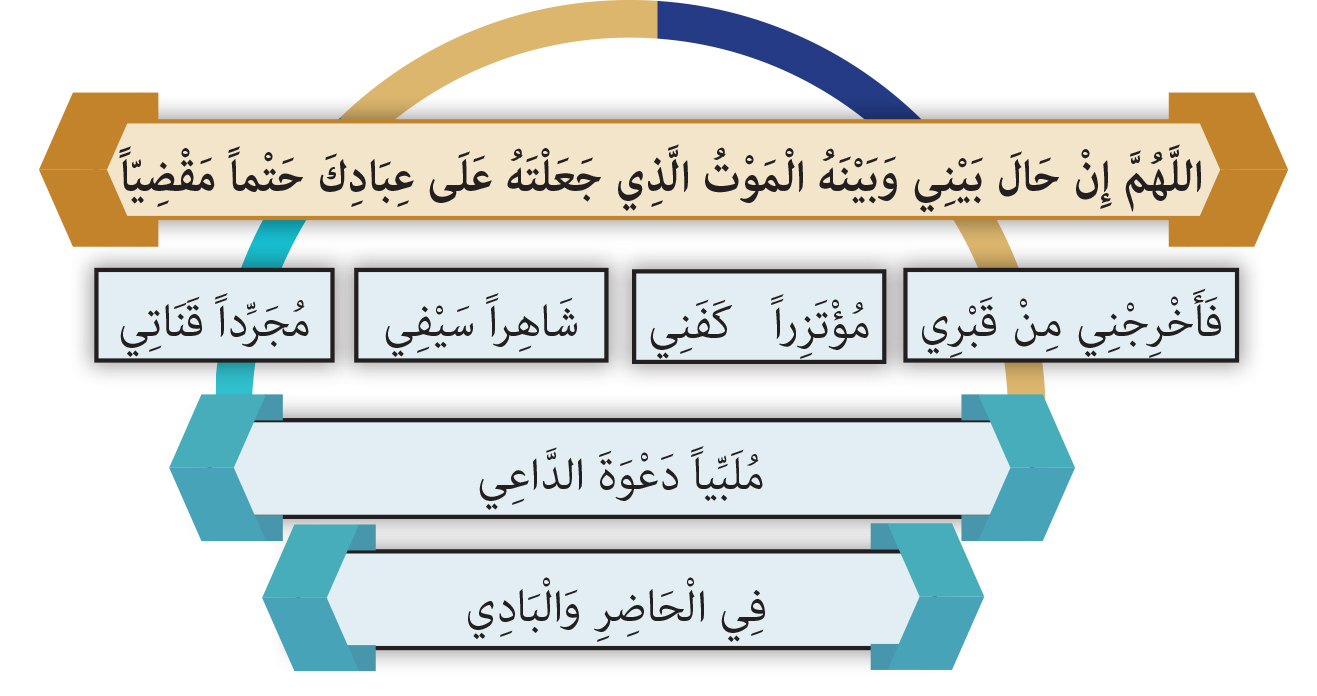 اللَّهُمَّ إِنْ حَالَ بَيْنِي وَبَيْنَهُ الْمَوْتُ الَّذِي جَعَلْتَهُ عَلَى عِبَادِكَ حَتْماً مَقْضِيّاً
فَأَخْرِجْنِي مِنْ قَبْرِي
مُؤْتَزِراً كَفَنِي
شَاهِراً سَيْفِي
مُجَرِّداً قَنَاتِي
مُلَبِّياً دَعْوَةَ الدَّاعِي
فِي الْحَاضِرِ وَالْبَادِي